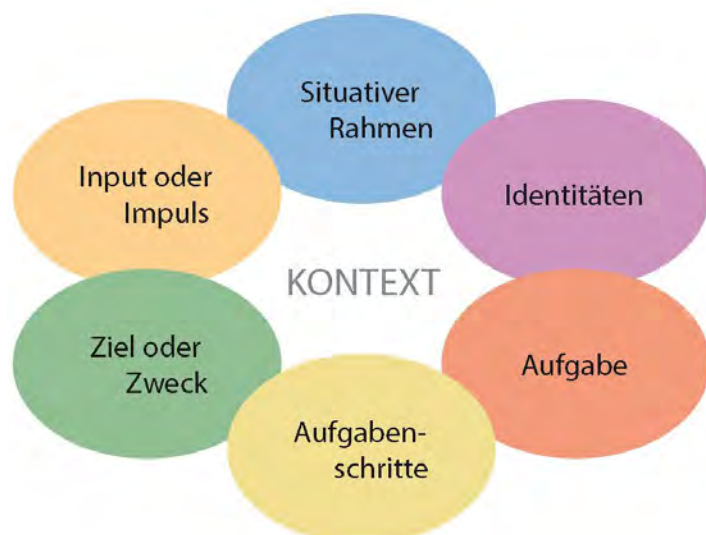 Situativer
Rahmen
Input oder
Impuls
Identitäten
KONTEXT
Ziel oder
Zweck
Aufgabe
Aufgaben-
schritte